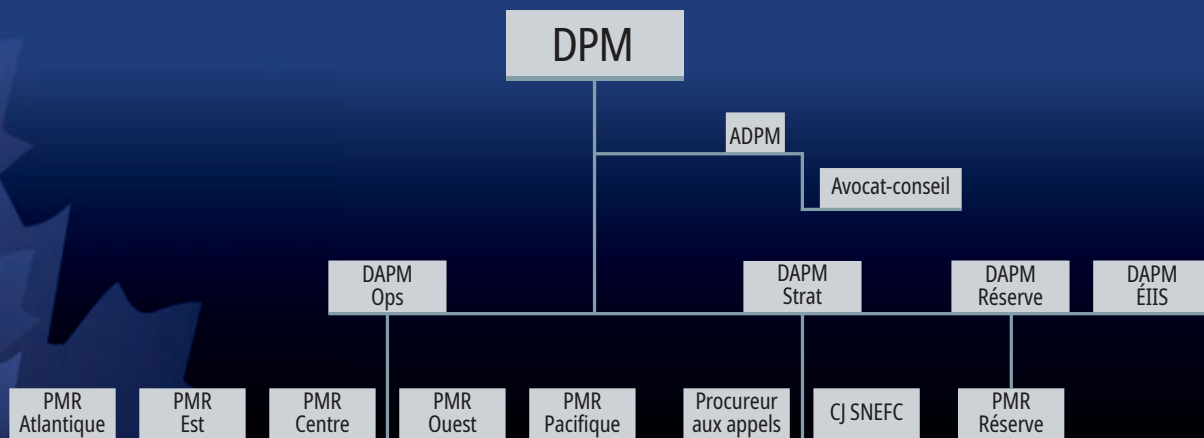 DPM
ADPM
Avocat-conseil
DAPM
Ops
DAPM
Strat
DAPM
Réserve
DAPM
ÉIIS
PMR
Atlantique
PMR
Est
PMR
Centre
PMR
Ouest
PMR
Pacifique
Procureur
aux appels
CJ SNEFC
PMR
Réserve